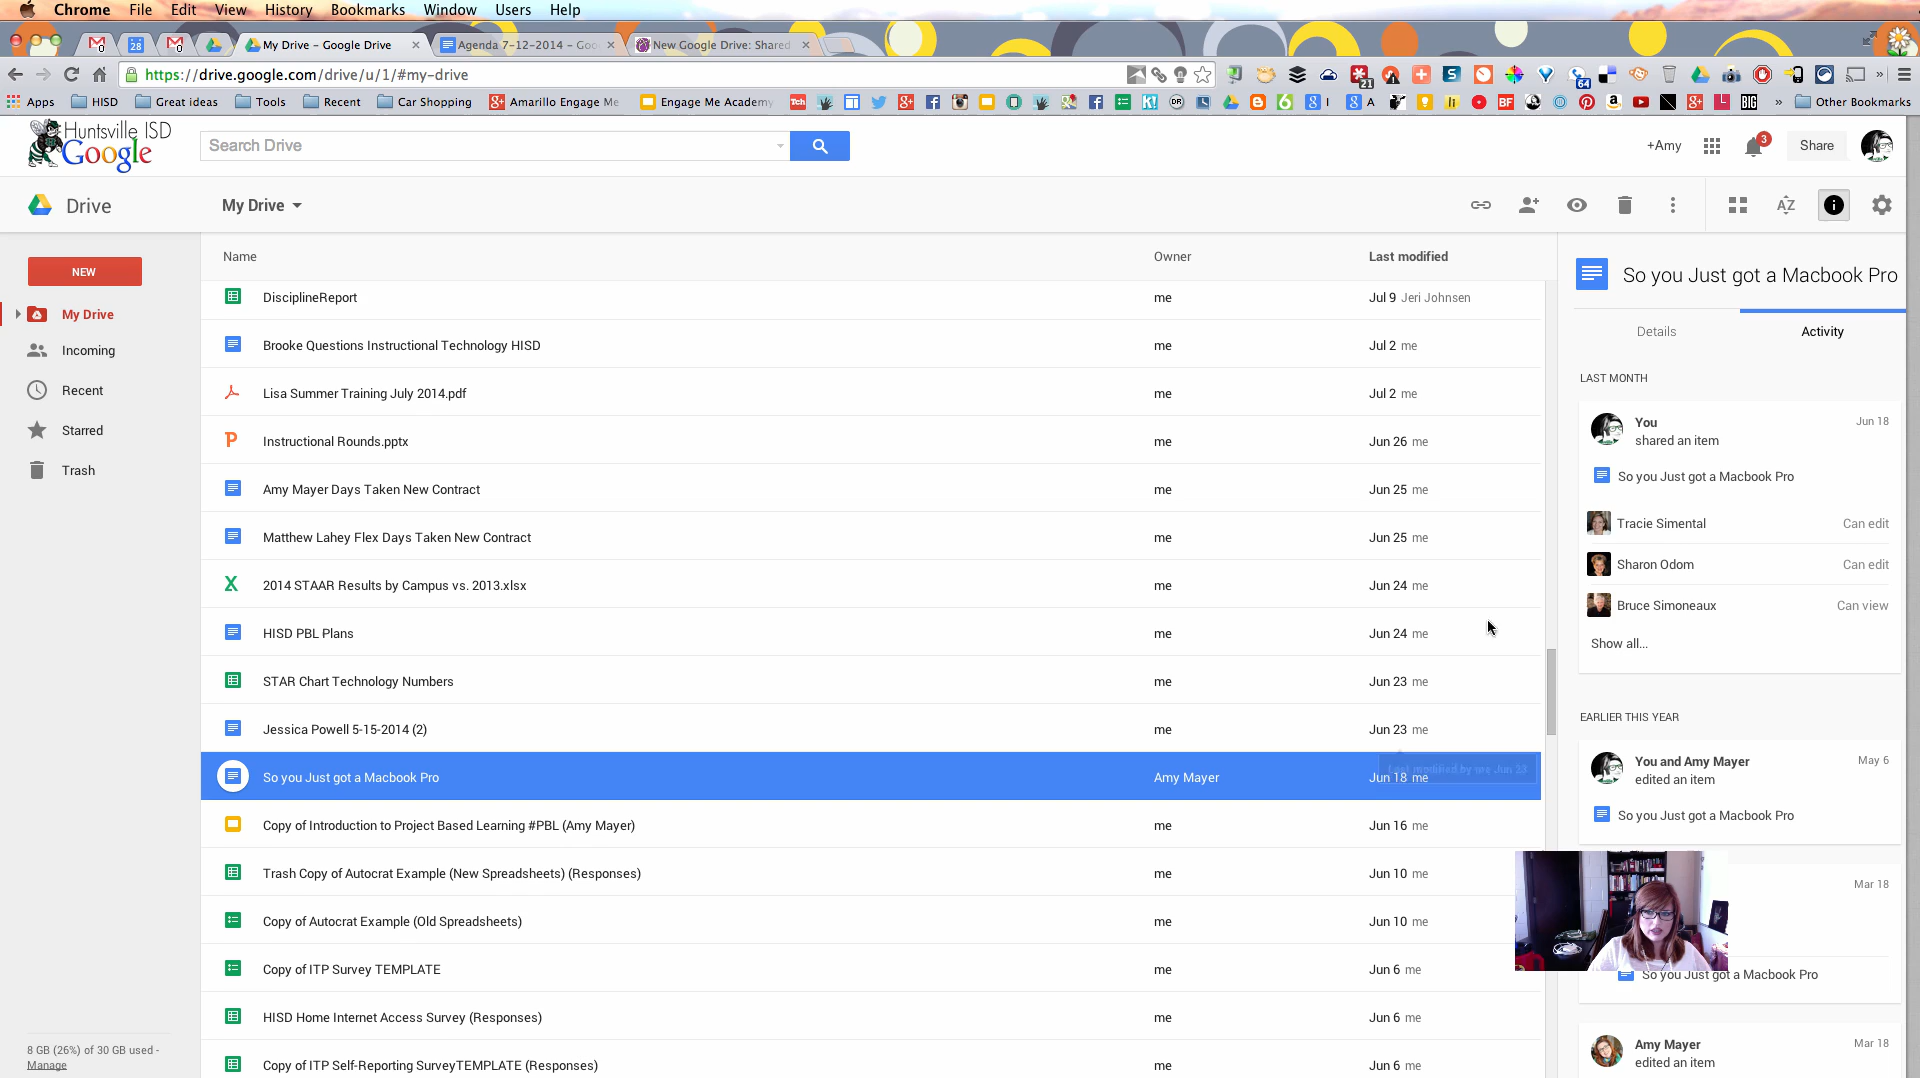 Chrome File Edit View History Bookmarks Window Users Help
My Drive – Google Drive × Agenda 7-12-2014 – Goo × New Google Drive: Shared ×
https://drive.google.com/drive/u/1/#my-drive
Apps HISD Great ideas Tools Recent Car Shopping Amarillo Engage Me Engage Me Academy Other Bookmarks
Huntsville ISD
Google
Search Drive
+Amy
3
Share
Drive
My Drive
AZ
Name Owner Last modified
NEW
My Drive
Incoming
Recent
Starred
Trash
DisciplineReport me Jul 9 Jeri Johnsen
Brooke Questions Instructional Technology HISD me Jul 2 me
Lisa Summer Training July 2014.pdf me Jul 2 me
Instructional Rounds.pptx me Jun 26 me
Amy Mayer Days Taken New Contract me Jun 25 me
Matthew Lahey Flex Days Taken New Contract me Jun 25 me
2014 STAAR Results by Campus vs. 2013.xlsx me Jun 24 me
HISD PBL Plans me Jun 24 me
STAR Chart Technology Numbers me Jun 23 me
Jessica Powell 5-15-2014 (2) me Jun 23 me
So you Just got a Macbook Pro Amy Mayer Jun 18 me
Last modified by me Jun 23
Copy of Introduction to Project Based Learning #PBL (Amy Mayer) me Jun 16 me
Trash Copy of Autocrat Example (New Spreadsheets) (Responses) me Jun 10 me
Copy of Autocrat Example (Old Spreadsheets) me Jun 10 me
Copy of ITP Survey TEMPLATE me Jun 6 me
HISD Home Internet Access Survey (Responses) me Jun 6 me
Copy of ITP Self-Reporting SurveyTEMPLATE (Responses) me Jun 6 me
8 GB (26%) of 30 GB used -
Manage
So you Just got a Macbook Pro
Details Activity
LAST MONTH
You Jun 18
shared an item
So you Just got a Macbook Pro
Tracie Simental Can edit
Sharon Odom Can edit
Bruce Simoneaux Can view
Show all...
EARLIER THIS YEAR
You and Amy Mayer May 6
edited an item
So you Just got a Macbook Pro
Mar 18
So you Just got a Macbook Pro
Amy Mayer Mar 18
edited an item